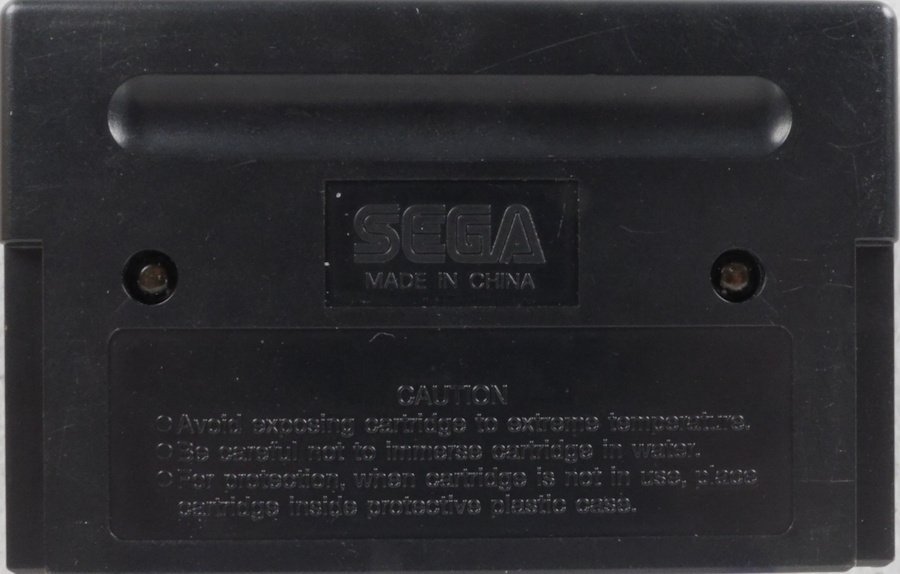 SEGA
MADE IN CHINA
CAUTION
Avoid exposing cartridge to extreme temperature.
Be careful not to immerse cartridge in water.
For protection, when cartridge is not in use, place
cartridge inside protective plastic case.